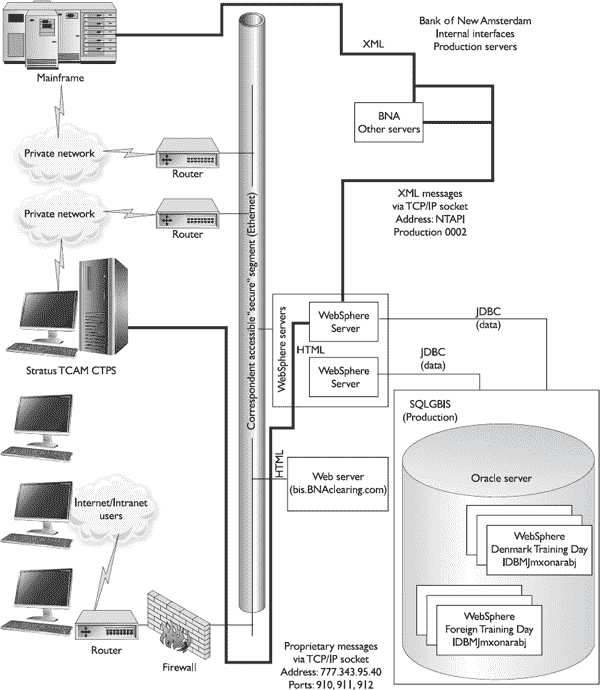 Bank of New Amsterdam
Internal interfaces
Production servers
XML
Mainframe
BNA
Other servers
Private network
Router
Private network
Router
XML messages
via TCP/IP socket
Address: NTAPI
Production 0002
Correspondent accessible "secure" segment (Ethernet)
Stratus TCAM CTPS
WebSphere servers
WebSphere
Server
HTML
WebSphere
Server
JDBC
(data)
JDBC
(data)
SQLGBIS
(Production)
Oracle server
HTML
Web server
(bis.BNAclearing.com)
Internet/Intranet
users
WebSphere
Denmark Training Day
IDBMJmxonarabj
WebSphere
Foreign Training Day
IDBMJmxonarabj
Router
Firewall
Proprietary messages
via TCP/IP socket
Address: 777.343.95.40
Ports: 910, 911, 912